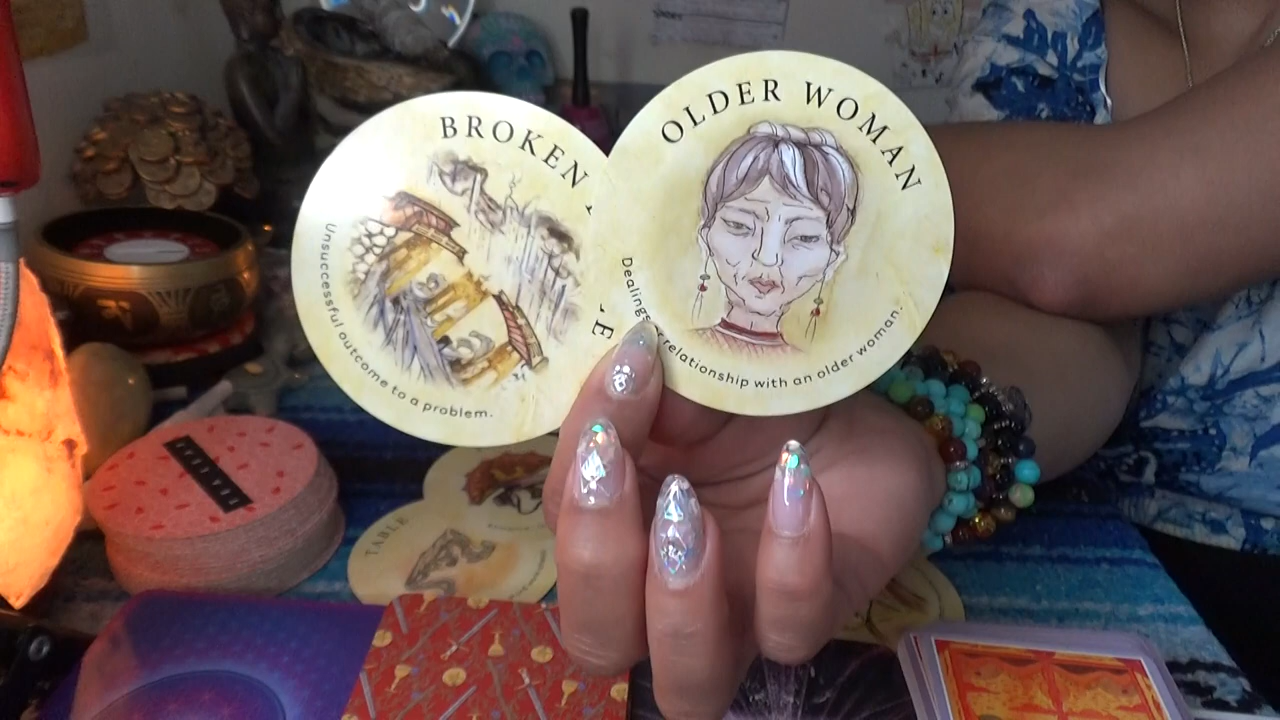 BROKEN
Unsuccessful outcome to a problem.
OLDER WOMAN
Dealings relationship with an older woman.
TABLE